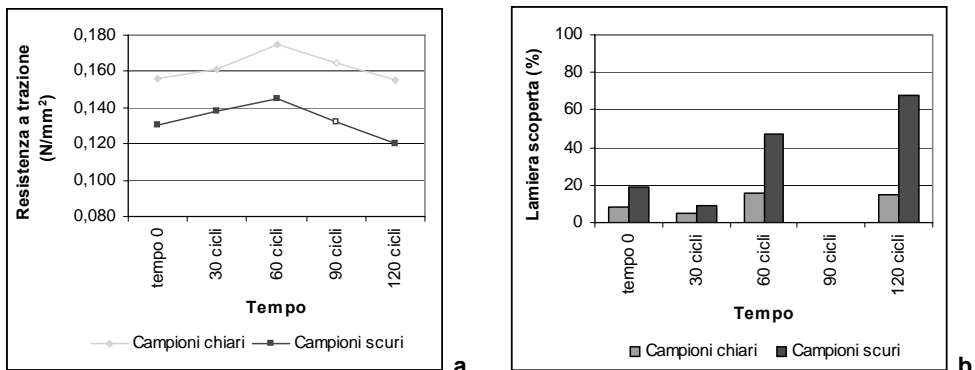 Resistenza a trazione
(N/mm²)
0,180
0,160
0,140
0,120
0,100
0,080
tempo 0
30 cicli
60 cicli
90 cicli
120 cicli
Tempo
Campioni chiari
Campioni scuri
a
Lamiera scoperta (%)
100
80
60
40
20
0
tempo 0
30 cicli
60 cicli
90 cicli
120 cicli
Tempo
Campioni chiari
Campioni scuri
b